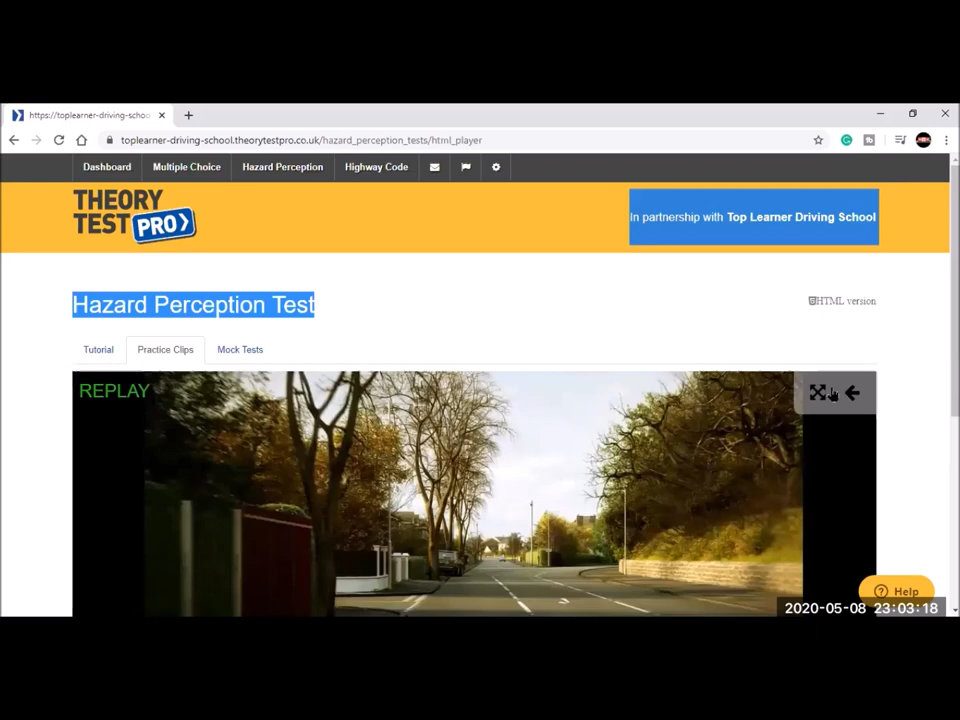 https://toplearner-driving-schoo
toplearner-driving-school.theorytestpro.co.uk/hazard_perception_tests/html_player
Dashboard Multiple Choice Hazard Perception Highway Code
THEORY
TEST PRO
In partnership with Top Learner Driving School
Hazard Perception Test
HTML version
Tutorial Practice Clips Mock Tests
REPLAY
Help
2020-05-08 23:03:18